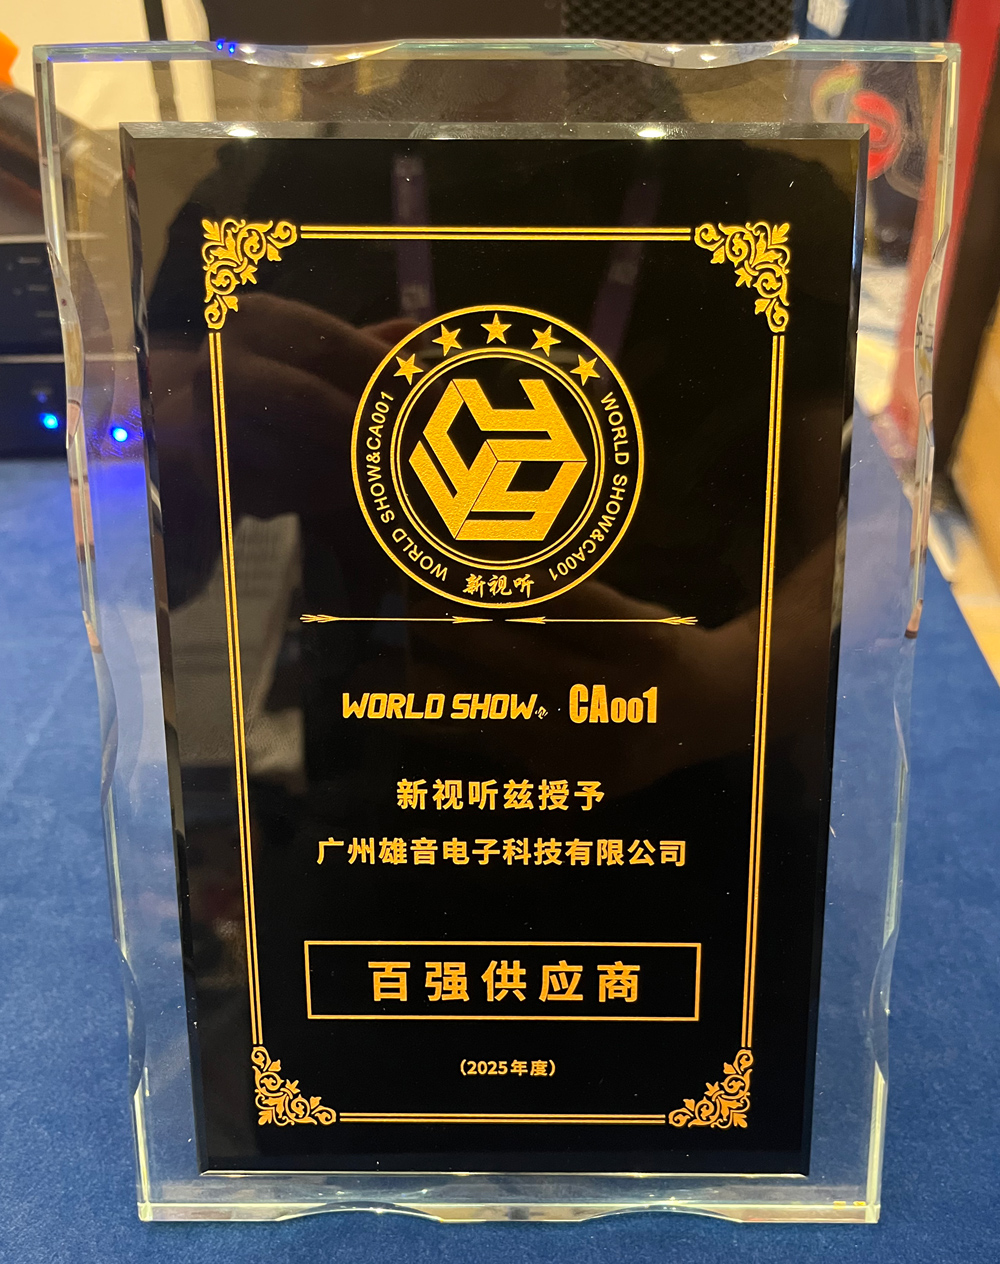 WORLD SHOW&CA001
WORLD SHOW&CA001
新视听
WORLD SHOW CA001
新视听兹授予
广州雄音电子科技有限公司
百强供应商
（2025年度）